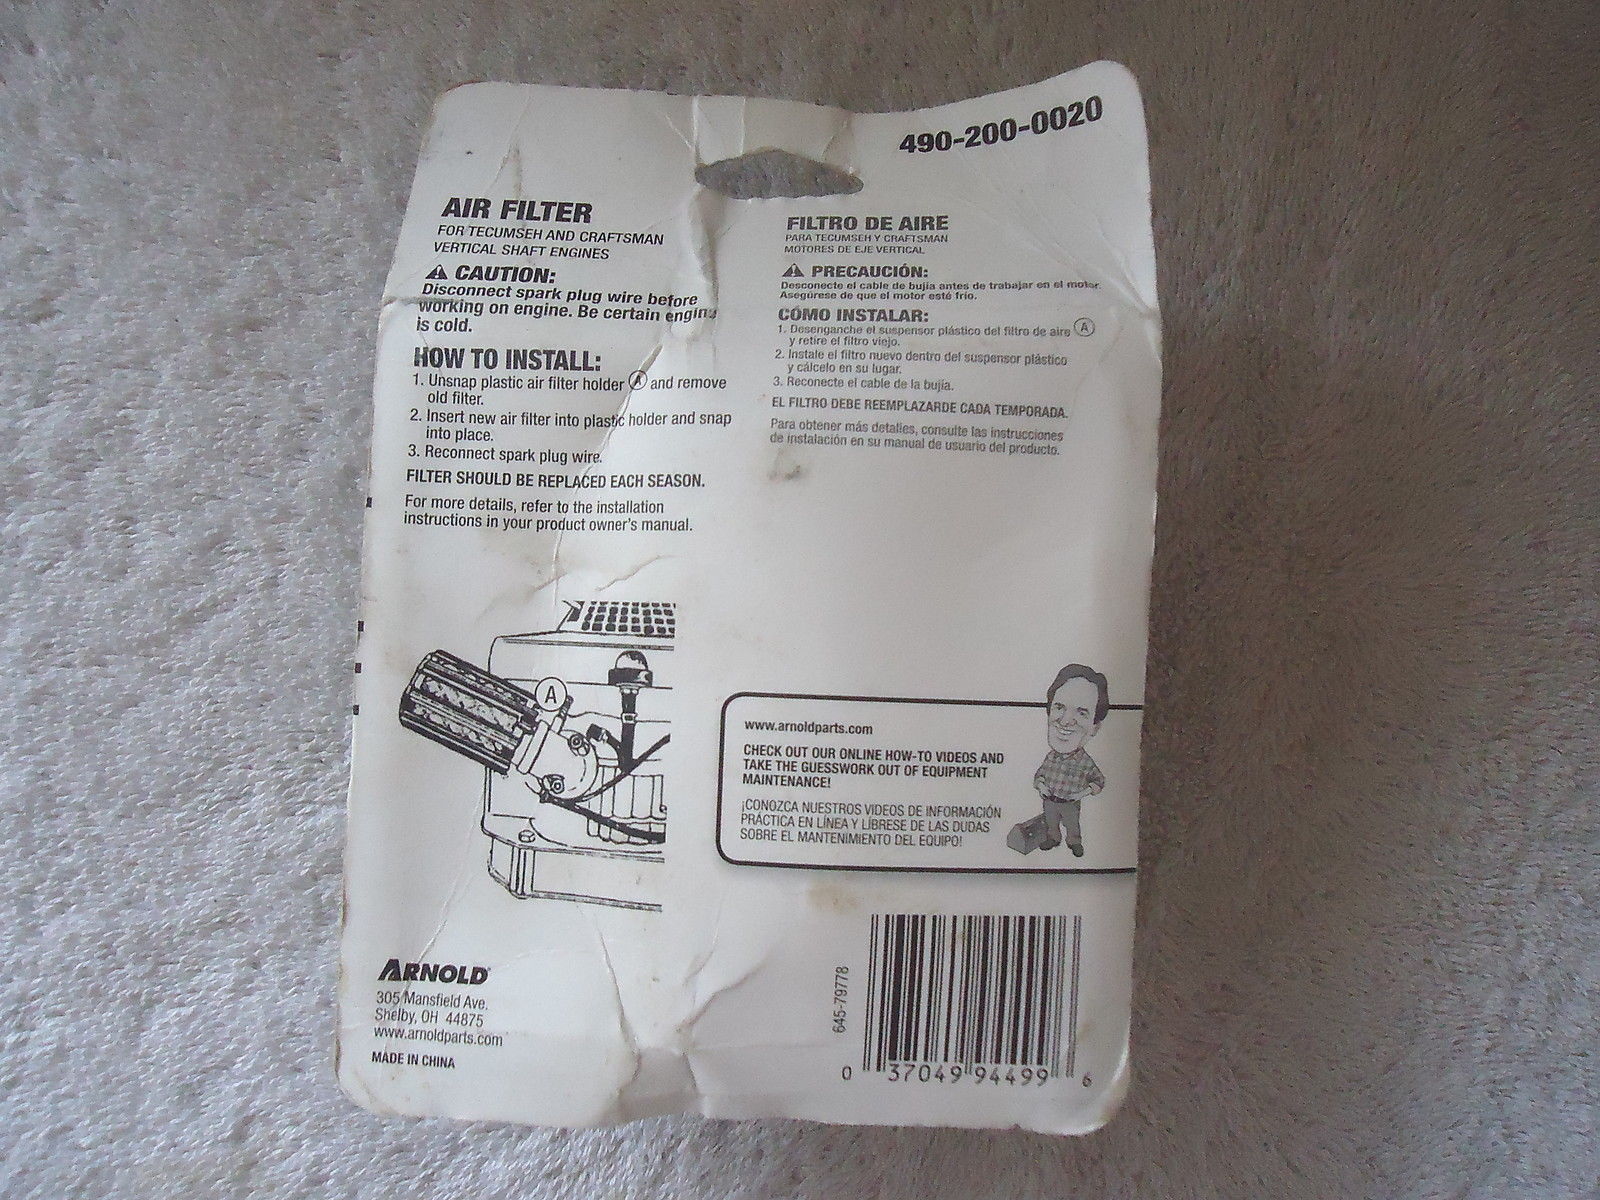 490-200-0020
AIR FILTER
FOR TECUMSEH AND CRAFTSMAN
VERTICAL SHAFT ENGINES
CAUTION:
Disconnect spark plug wire before
working on engine. Be certain engine
is cold.
HOW TO INSTALL:
1. Unsnap plastic air filter holder A and remove
old filter.
2. Insert new air filter into plastic holder and snap
into place.
3. Reconnect spark plug wire.
FILTER SHOULD BE REPLACED EACH SEASON.
For more details, refer to the installation
instructions in your product owner's manual.
FILTRO DE AIRE
PARA TECUMSEH Y CRAFTSMAN
MOTORES DE EJE VERTICAL
PRECAUCIÓN:
Desconecte el cable de bujía antes de trabajar en el motor.
Asegúrese de que el motor esté frío.
CÓMO INSTALAR:
1. Desenganche el suspensor plástico del filtro de aire A
y retire el filtro viejo.
2. Instale el filtro nuevo dentro del suspensor plástico
y cálcelo en su lugar.
3. Reconecte el cable de la bujía.
EL FILTRO DEBE REEMPLAZARDE CADA TEMPORADA.
Para obtener más detalles, consulte las instrucciones
de instalación en su manual de usuario del producto.
A
www.arnoldparts.com
CHECK OUT OUR ONLINE HOW-TO VIDEOS AND
TAKE THE GUESSWORK OUT OF EQUIPMENT
MAINTENANCE!
¡CONOZCA NUESTROS VIDEOS DE INFORMACIÓN
PRÁCTICA EN LÍNEA Y LÍBRESE DE LAS DUDAS
SOBRE EL MANTENIMIENTO DEL EQUIPO!
ARNOLD
305 Mansfield Ave.
Shelby, OH 44875
www.arnoldparts.com
MADE IN CHINA
645-79778
0 37049 94499 6